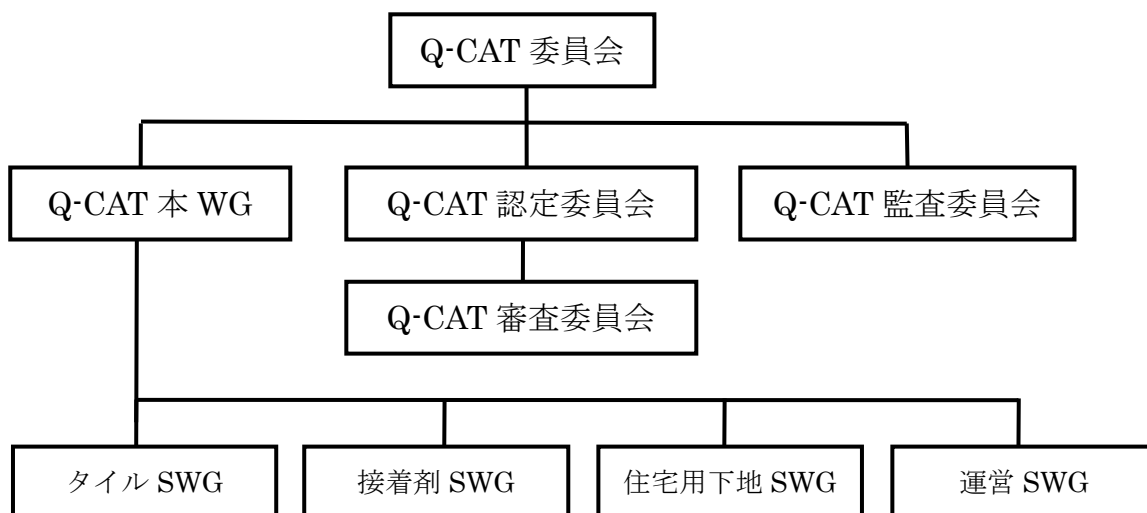 Q-CAT 委員会
Q-CAT 本 WG
Q-CAT 認定委員会
Q-CAT 監査委員会
Q-CAT 審査委員会
タイル SWG
接着剤 SWG
住宅用下地 SWG
運営 SWG